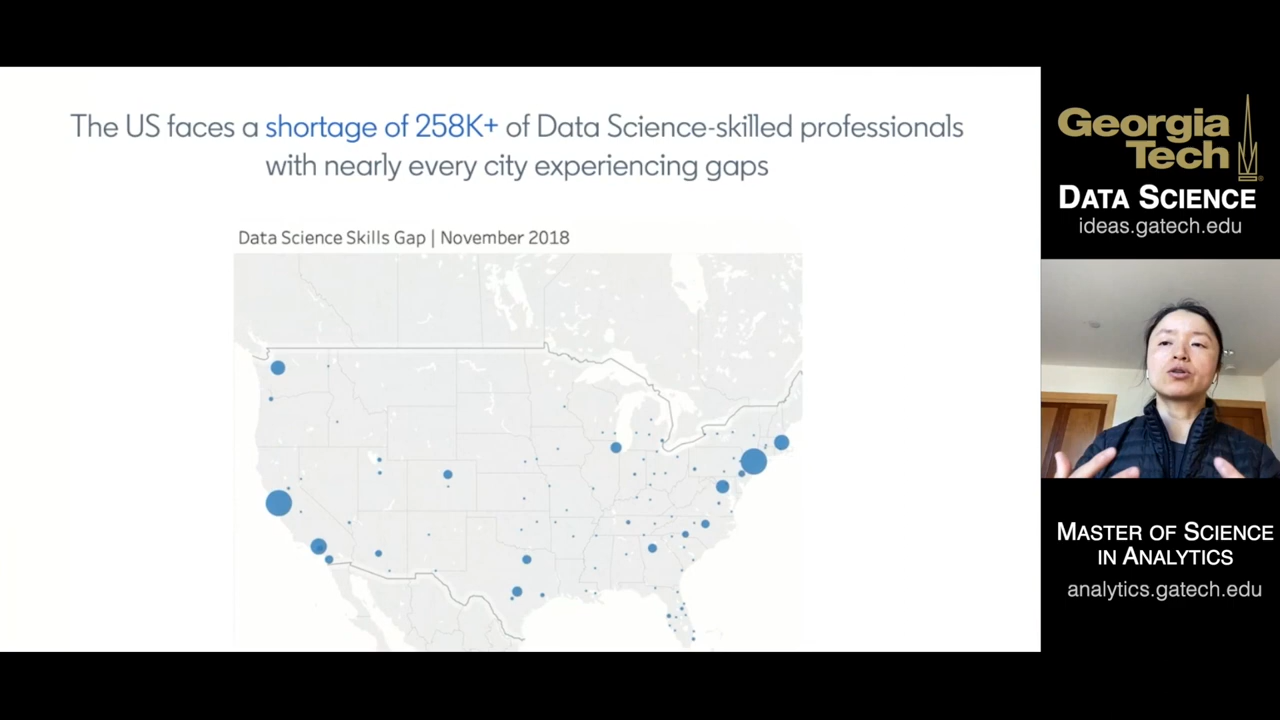 The US faces a shortage of 258K+ of Data Science-skilled professionals
with nearly every city experiencing gaps
Data Science Skills Gap | November 2018
Georgia
Tech
DATA SCIENCE
ideas.gatech.edu
MASTER OF SCIENCE
IN ANALYTICS
analytics.gatech.edu